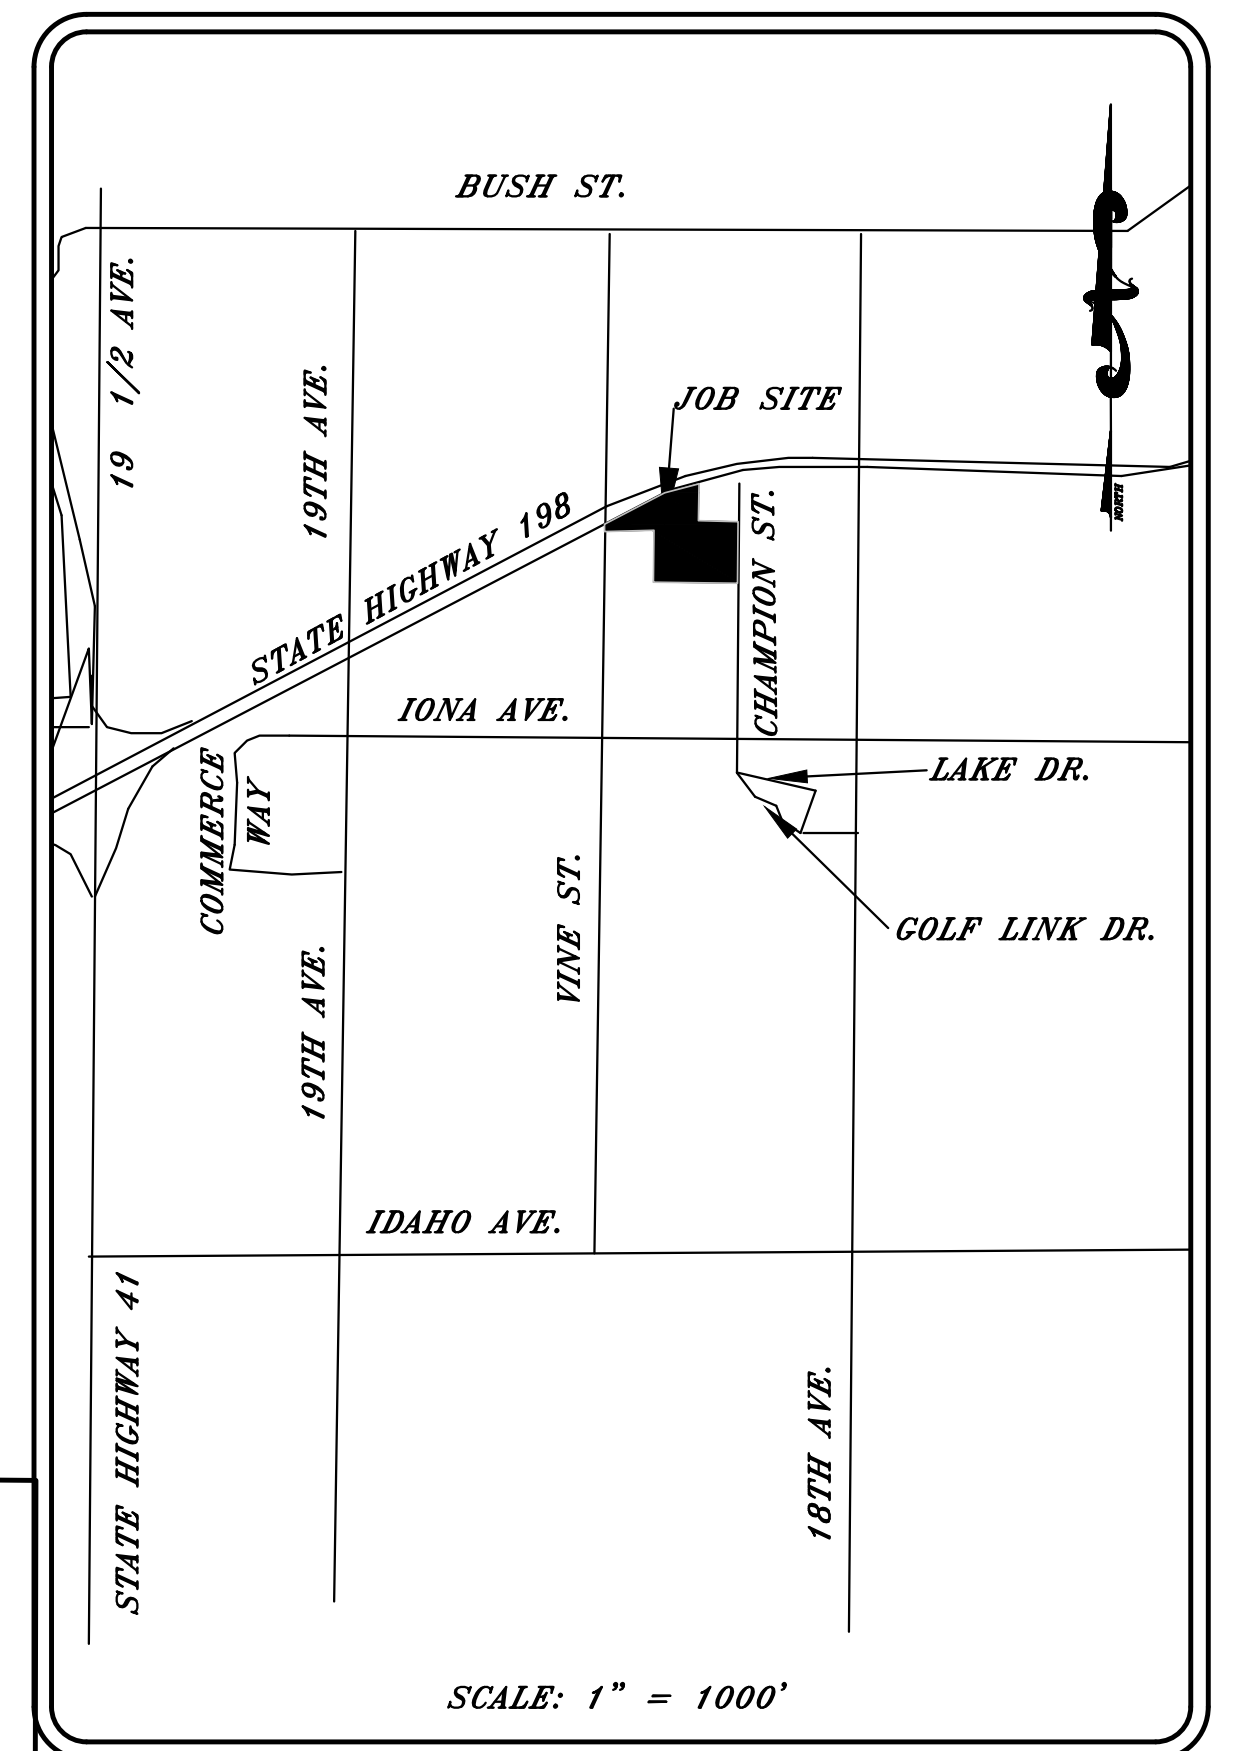 BUSH ST.
19 1/2 AVE.
19TH AVE.
JOB SITE
NORTH
STATE HIGHWAY 198
CHAMPION ST.
IONA AVE.
LAKE DR.
COMMERCE
WAY
VINE ST.
GOLF LINK DR.
19TH AVE.
IDAHO AVE.
STATE HIGHWAY 41
18TH AVE.
SCALE: 1" = 1000'